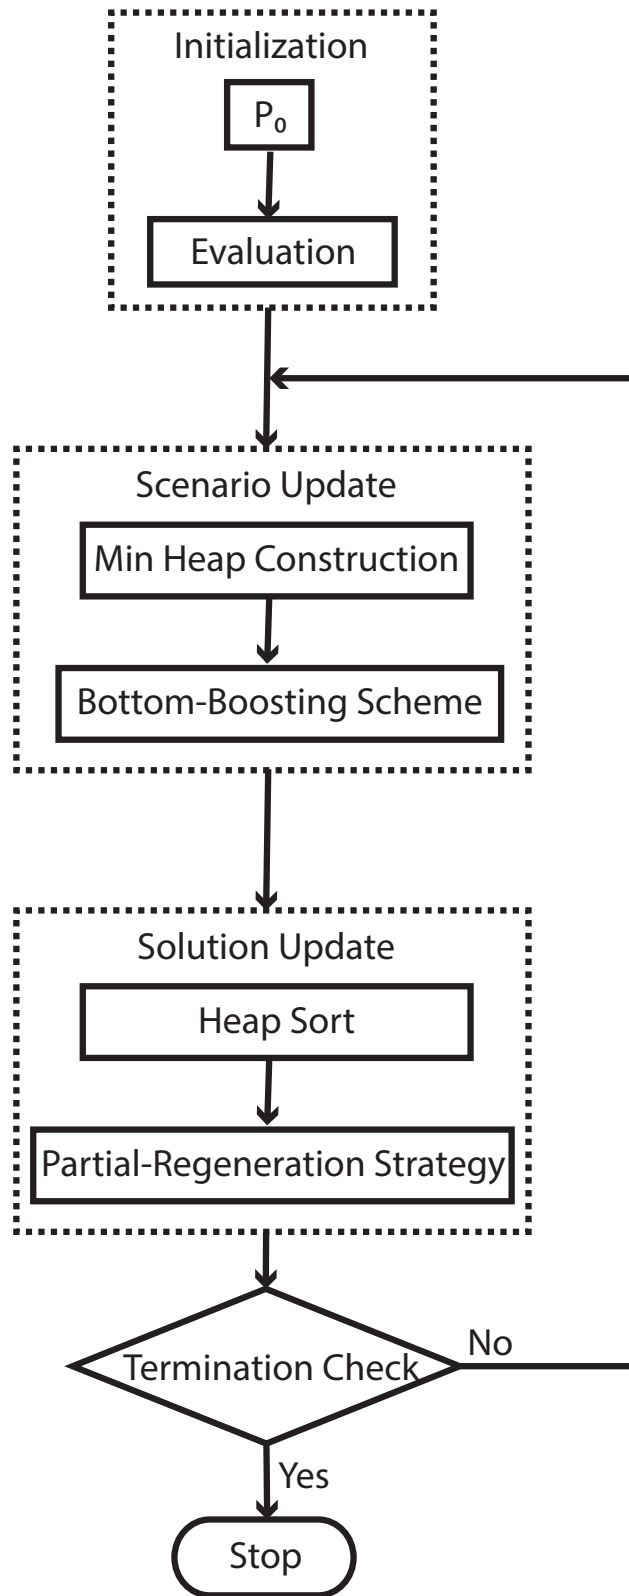 Initialization
P₀
Evaluation
Scenario Update
Min Heap Construction
Bottom-Boosting Scheme
Solution Update
Heap Sort
Partial-Regeneration Strategy
Termination Check
No
Yes
Stop